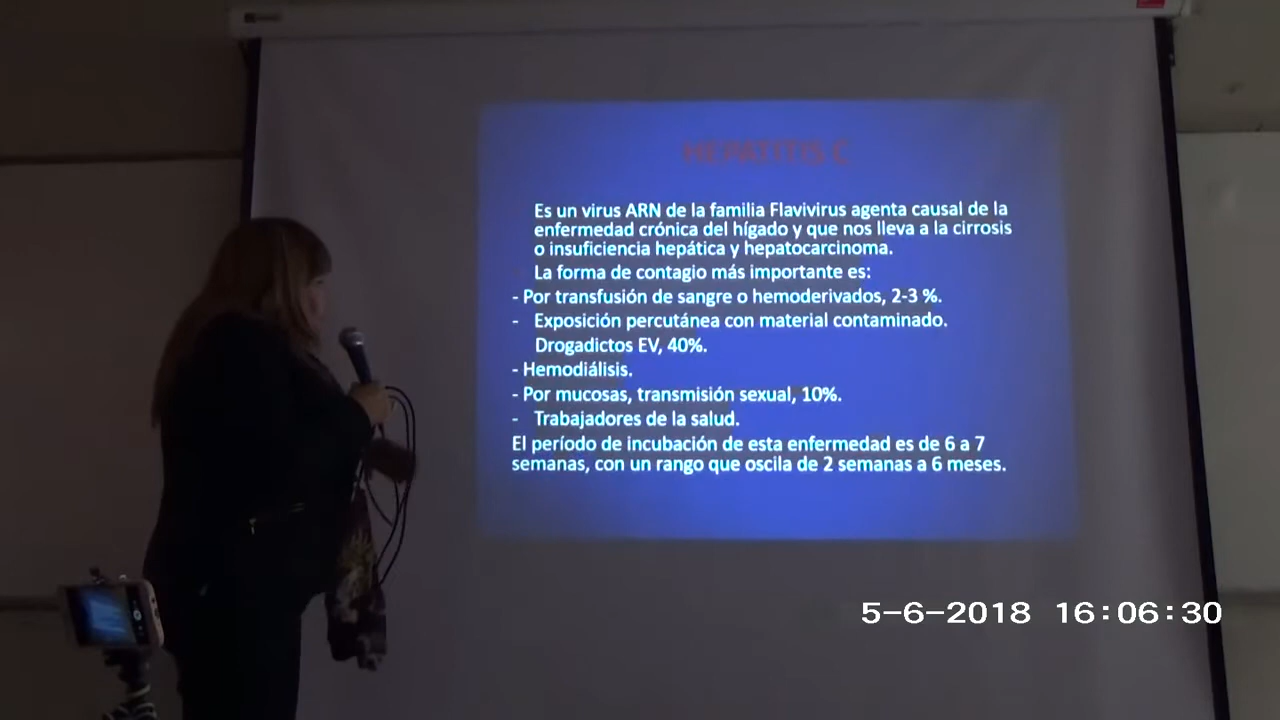 HEPATITIS C
Es un virus ARN de la familia Flavivirus agenta causal de la
enfermedad crónica del hígado y que nos lleva a la cirrosis
o insuficiencia hepática y hepatocarcinoma.
La forma de contagio más importante es:
- Por transfusión de sangre o hemoderivados, 2-3 %.
- Exposición percutánea con material contaminado.
Drogadictos EV, 40%.
- Hemodiálisis.
- Por mucosas, transmisión sexual, 10%.
- Trabajadores de la salud.
El período de incubación de esta enfermedad es de 6 a 7
semanas, con un rango que oscila de 2 semanas a 6 meses.
5-6-2018 16:06:30